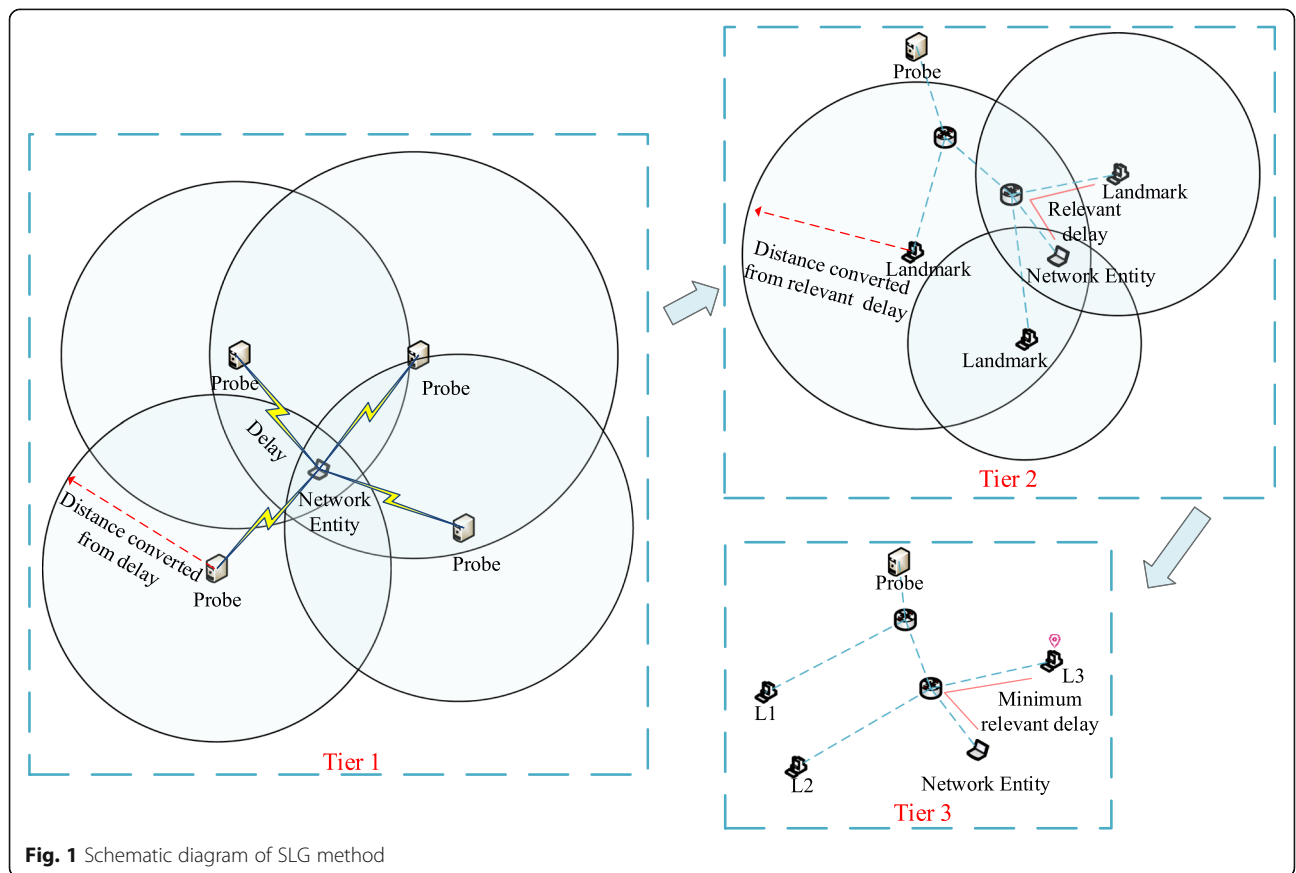 Probe
Probe
Delay
Network
Entity
Distance converted
from delay
Probe
Probe
Tier 1
Probe
Landmark
Relevant
delay
Landmark
Network Entity
Distance converted
from relevant delay
Landmark
Tier 2
Probe
L3
L1
Minimum
relevant delay
L2
Network Entity
Tier 3
Fig. 1 Schematic diagram of SLG method